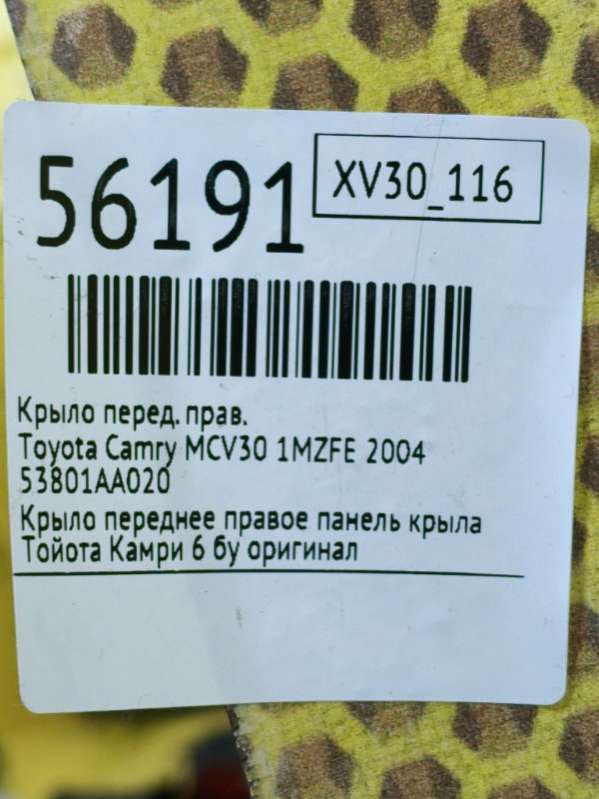 56191
XV30_116
Крыло перед. прав.
Toyota Camry MCV30 1MZFE 2004
53801AA020
Крыло переднее правое панель крыла
Тойота Камри 6 бу оригинал